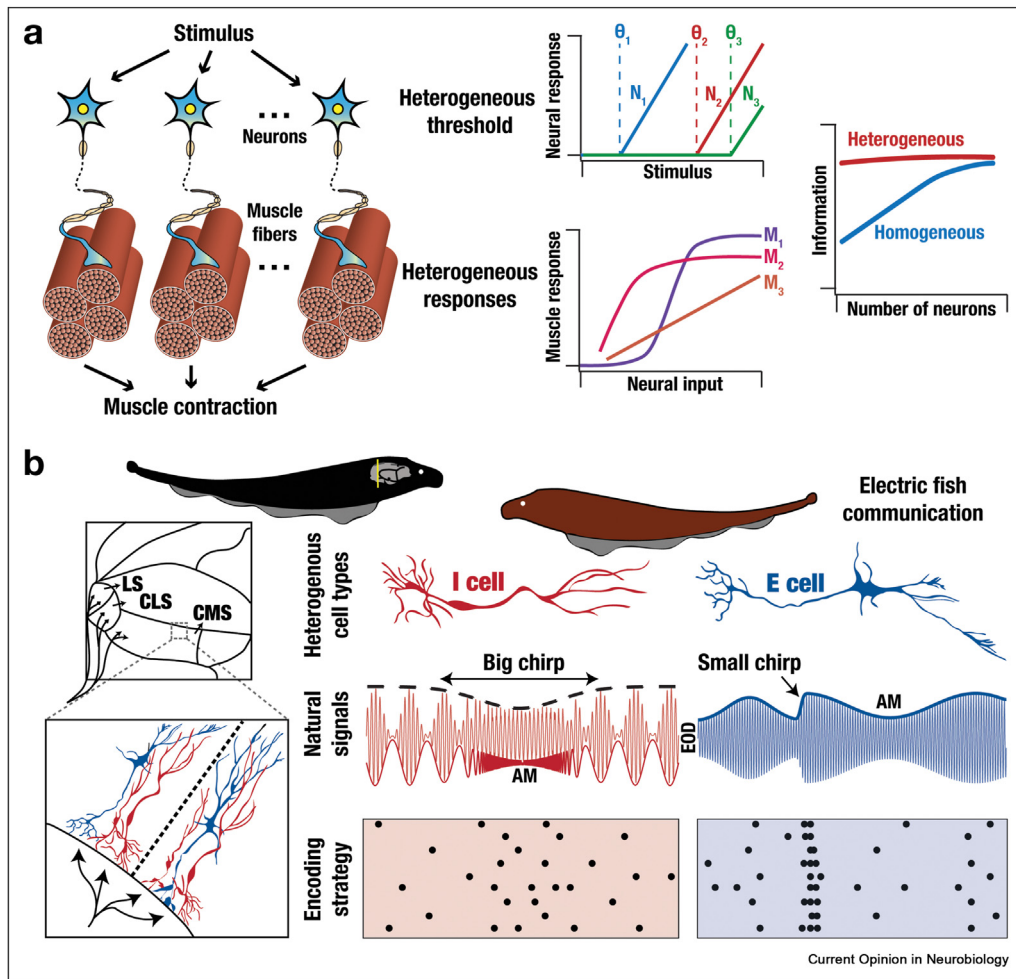 a
Stimulus
Neurons
Muscle
fibers
Muscle contraction
Heterogeneous
threshold
Heterogeneous
responses
Neural response
θ1
θ2
θ3
N1
N2
N3
Stimulus
Muscle response
M1
M2
M3
Neural input
Information
Heterogeneous
Homogeneous
Number of neurons
b
Electric fish
communication
LS
CLS
CMS
Heterogenous
cell types
I cell
E cell
Natural
signals
Big chirp
AM
EOD
Small chirp
AM
Encoding
strategy
Current Opinion in Neurobiology